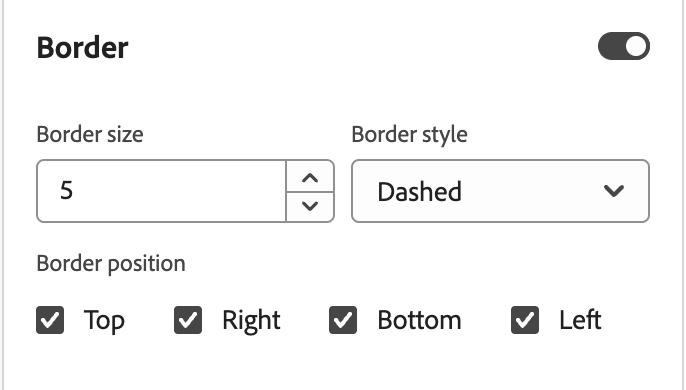 Border
Border size Border style
5 Dashed
Border position
Top Right Bottom Left